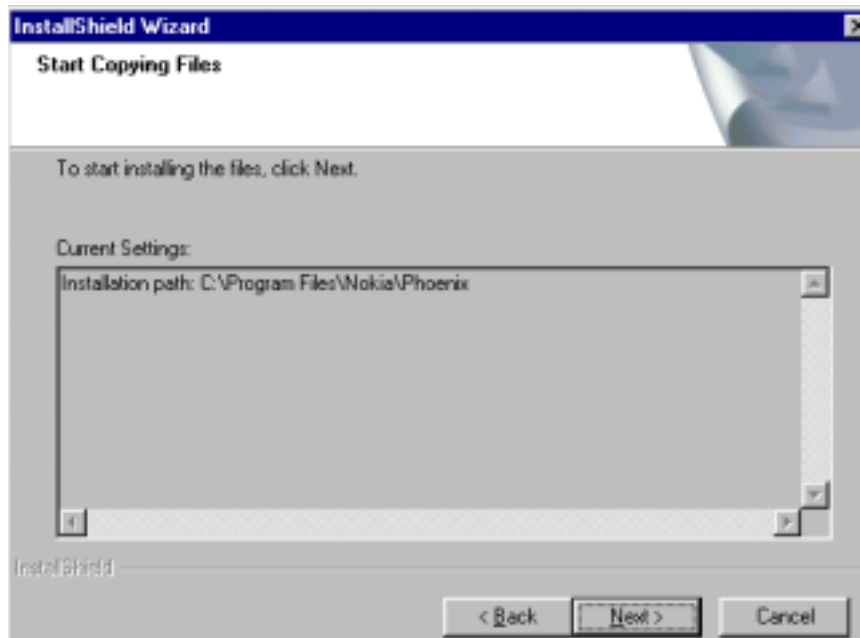 InstallShield Wizard
Start Copying Files
To start installing the files, click Next.
Current Settings:
Installation path: C:\Program Files\Nokia\Phoenix
InstallShield
< Back Next > Cancel